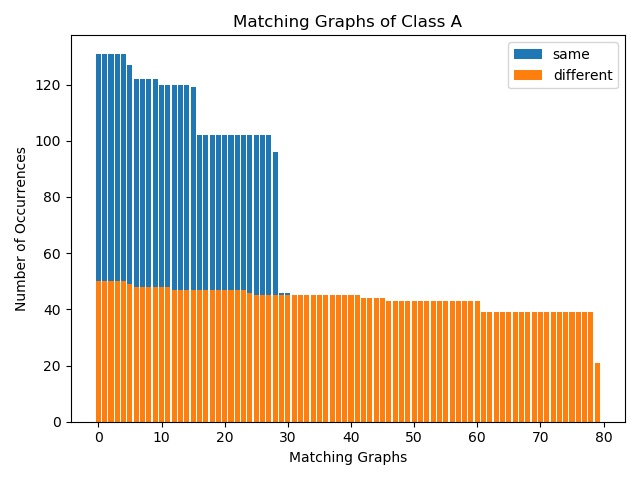 Matching Graphs of Class A
same
different
Number of Occurrences
120
100
80
60
40
20
0
0 10 20 30 40 50 60 70 80
Matching Graphs